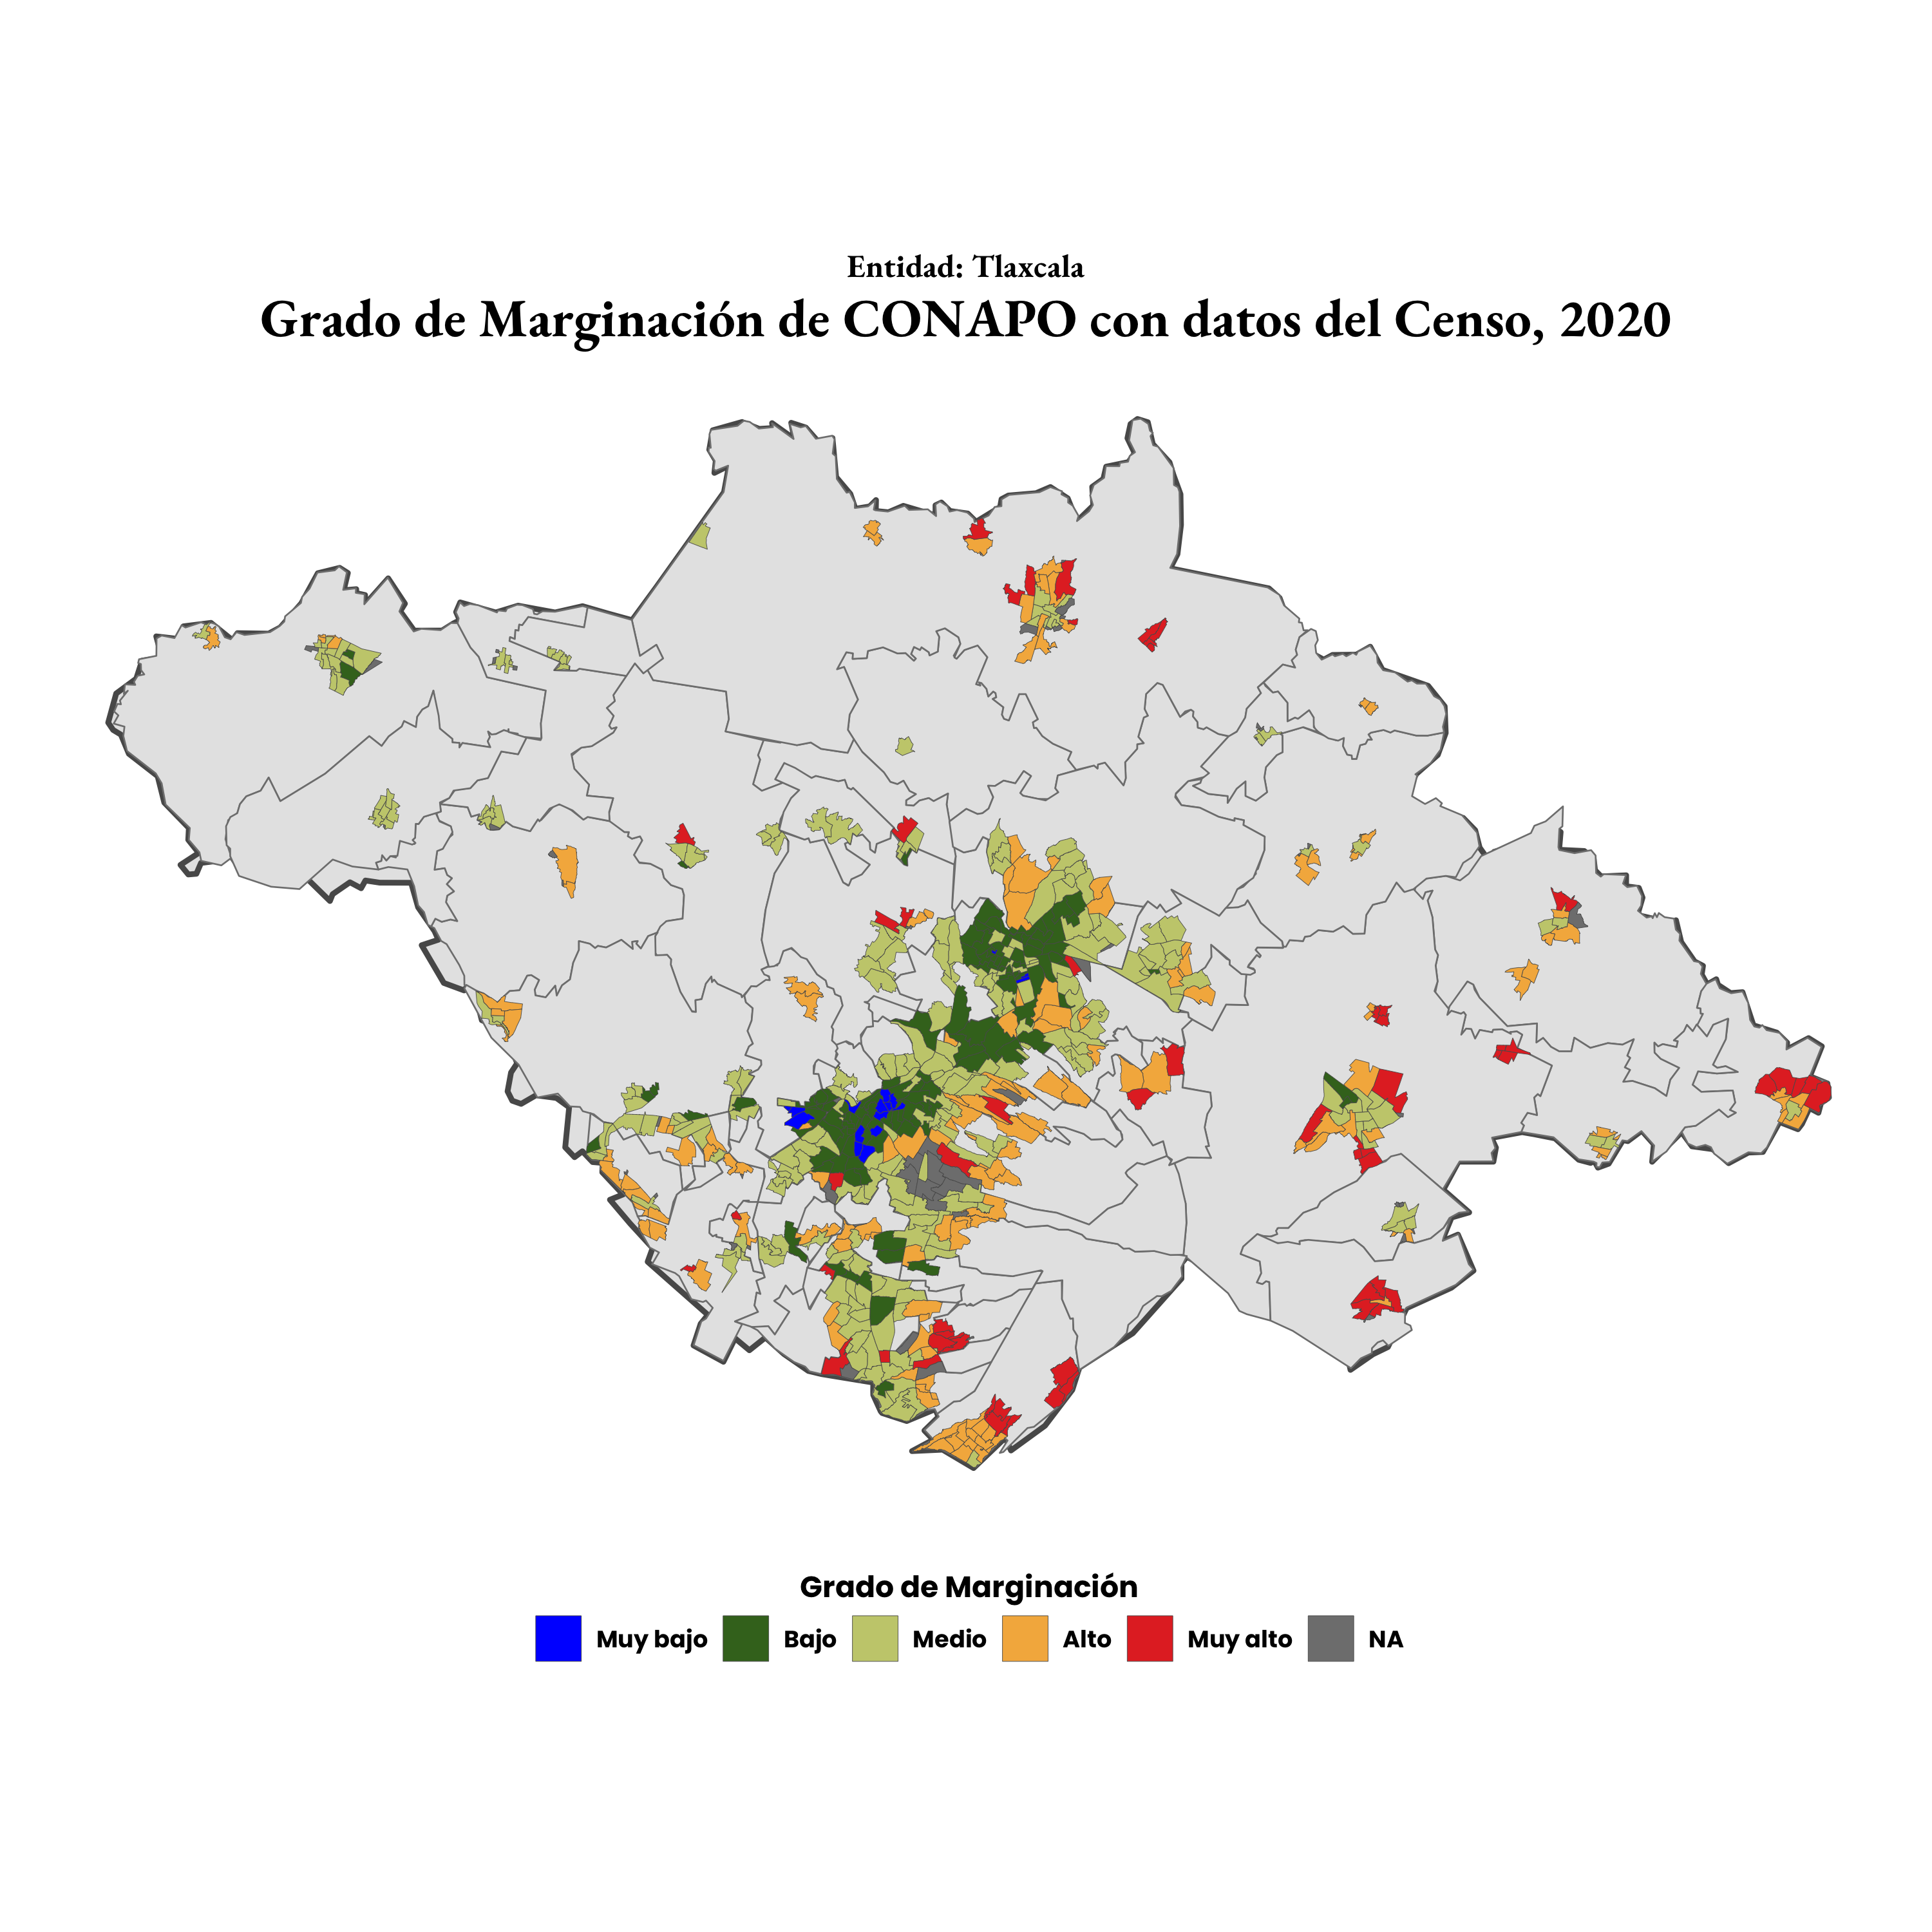 Entidad: Tlaxcala
Grado de Marginación de CONAPO con datos del Censo, 2020
Grado de Marginación
Muy bajo Bajo Medio Alto Muy alto NA